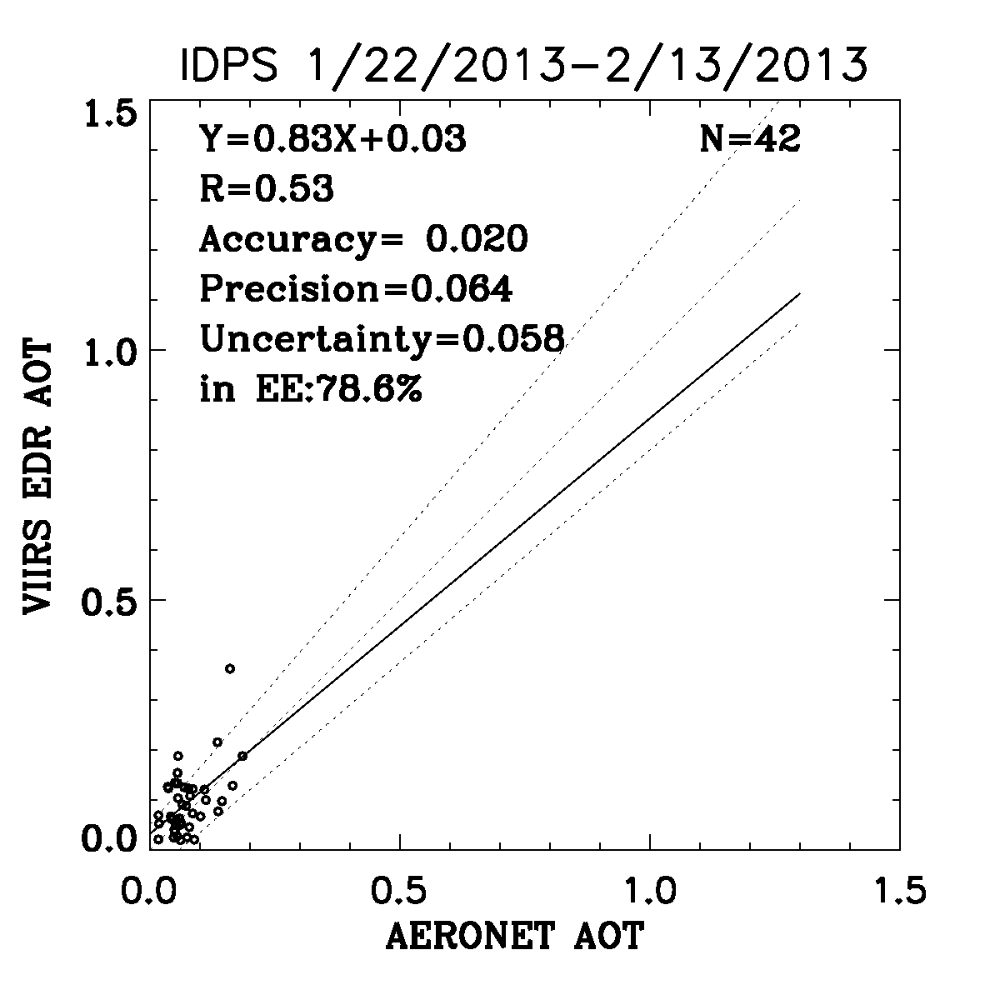 IDPS 1/22/2013-2/13/2013
1.5
Y=0.83X+0.03
N=42
R=0.53
Accuracy= 0.020
Precision=0.064
Uncertainty=0.058
in EE:78.6%
1.0
0.5
0.0
VIIRS EDR AOT
0.0 0.5 1.0 1.5
AERONET AOT